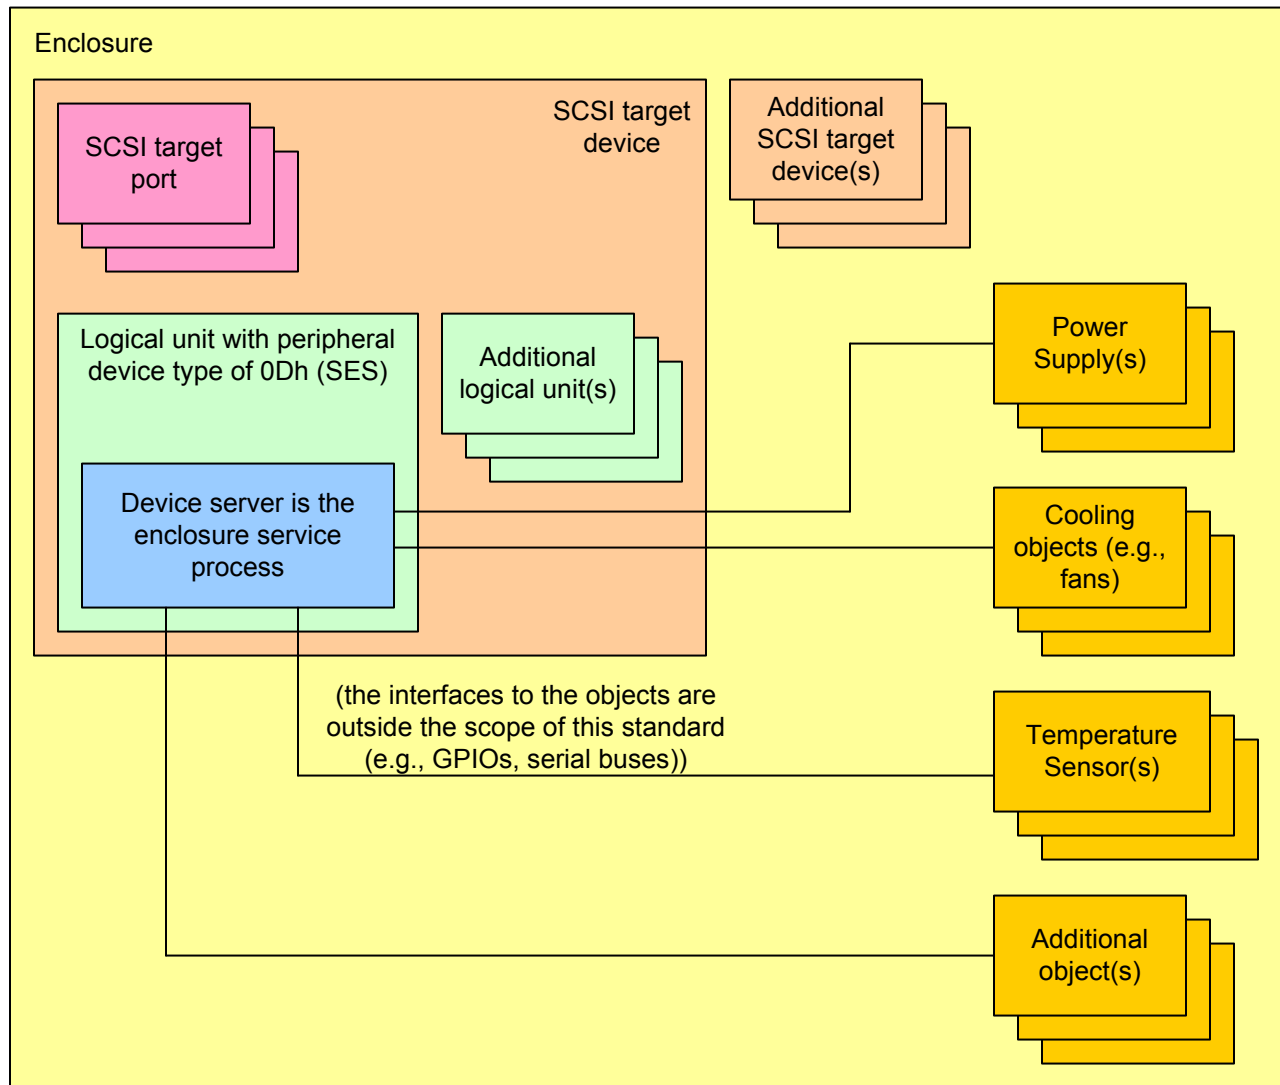 Enclosure
SCSI target
device
SCSI target
port
Additional
SCSI target
device(s)
Logical unit with peripheral
device type of 0Dh (SES)
Additional
logical unit(s)
Power
Supply(s)
Device server is the
enclosure service
process
Cooling
objects (e.g.,
fans)
(the interfaces to the objects are
outside the scope of this standard
(e.g., GPIOs, serial buses))
Temperature
Sensor(s)
Additional
object(s)